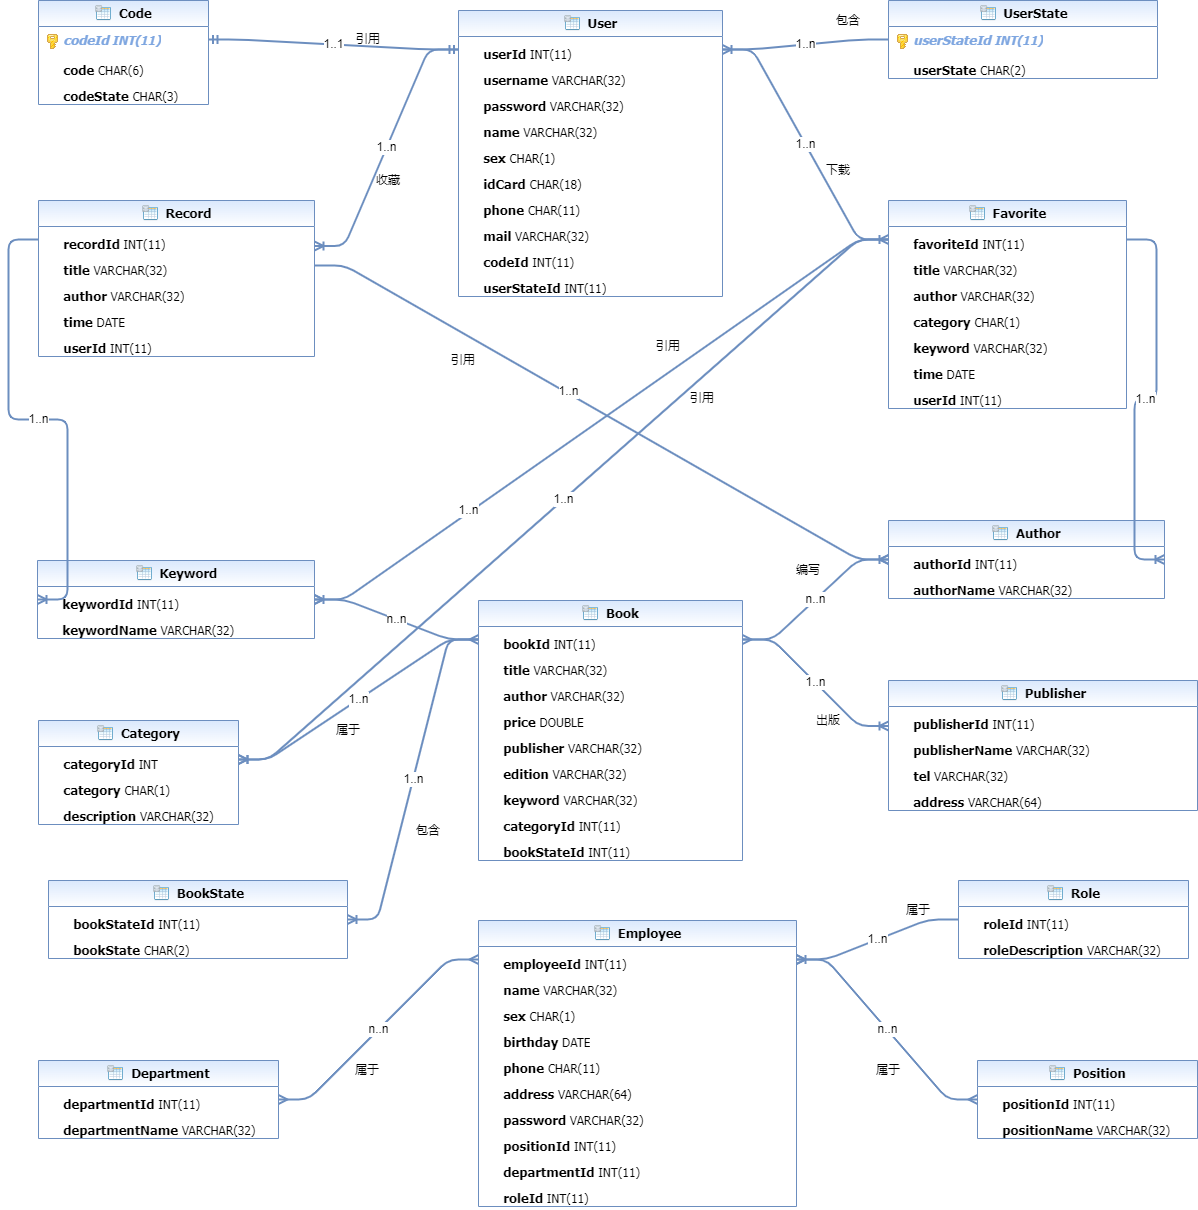 Code
codeId INT(11)
code CHAR(6)
codeState CHAR(3)
1..1
引用
User
userId INT(11)
username VARCHAR(32)
password VARCHAR(32)
name VARCHAR(32)
sex CHAR(1)
idCard CHAR(18)
phone CHAR(11)
mail VARCHAR(32)
codeId INT(11)
userStateId INT(11)
包含
1..n
UserState
userStateId INT(11)
userState CHAR(2)
1..n
收藏
1..n
下载
Record
recordId INT(11)
title VARCHAR(32)
author VARCHAR(32)
time DATE
userId INT(11)
Favorite
favoriteId INT(11)
title VARCHAR(32)
author VARCHAR(32)
category CHAR(1)
keyword VARCHAR(32)
time DATE
userId INT(11)
引用
引用
1..n
引用
1..n
1..n
1..n
1..n
Keyword
keywordId INT(11)
keywordName VARCHAR(32)
Author
authorId INT(11)
authorName VARCHAR(32)
编写
n..n
n..n
Book
bookId INT(11)
title VARCHAR(32)
author VARCHAR(32)
price DOUBLE
publisher VARCHAR(32)
edition VARCHAR(32)
keyword VARCHAR(32)
categoryId INT(11)
bookStateId INT(11)
1..n
出版
Publisher
publisherId INT(11)
publisherName VARCHAR(32)
tel VARCHAR(32)
address VARCHAR(64)
1..n
属于
Category
categoryId INT
category CHAR(1)
description VARCHAR(32)
1..n
包含
BookState
bookStateId INT(11)
bookState CHAR(2)
Employee
employeeId INT(11)
name VARCHAR(32)
sex CHAR(1)
birthday DATE
phone CHAR(11)
address VARCHAR(64)
password VARCHAR(32)
positionId INT(11)
departmentId INT(11)
roleId INT(11)
属于
1..n
Role
roleId INT(11)
roleDescription VARCHAR(32)
n..n
属于
Department
departmentId INT(11)
departmentName VARCHAR(32)
n..n
属于
Position
positionId INT(11)
positionName VARCHAR(32)